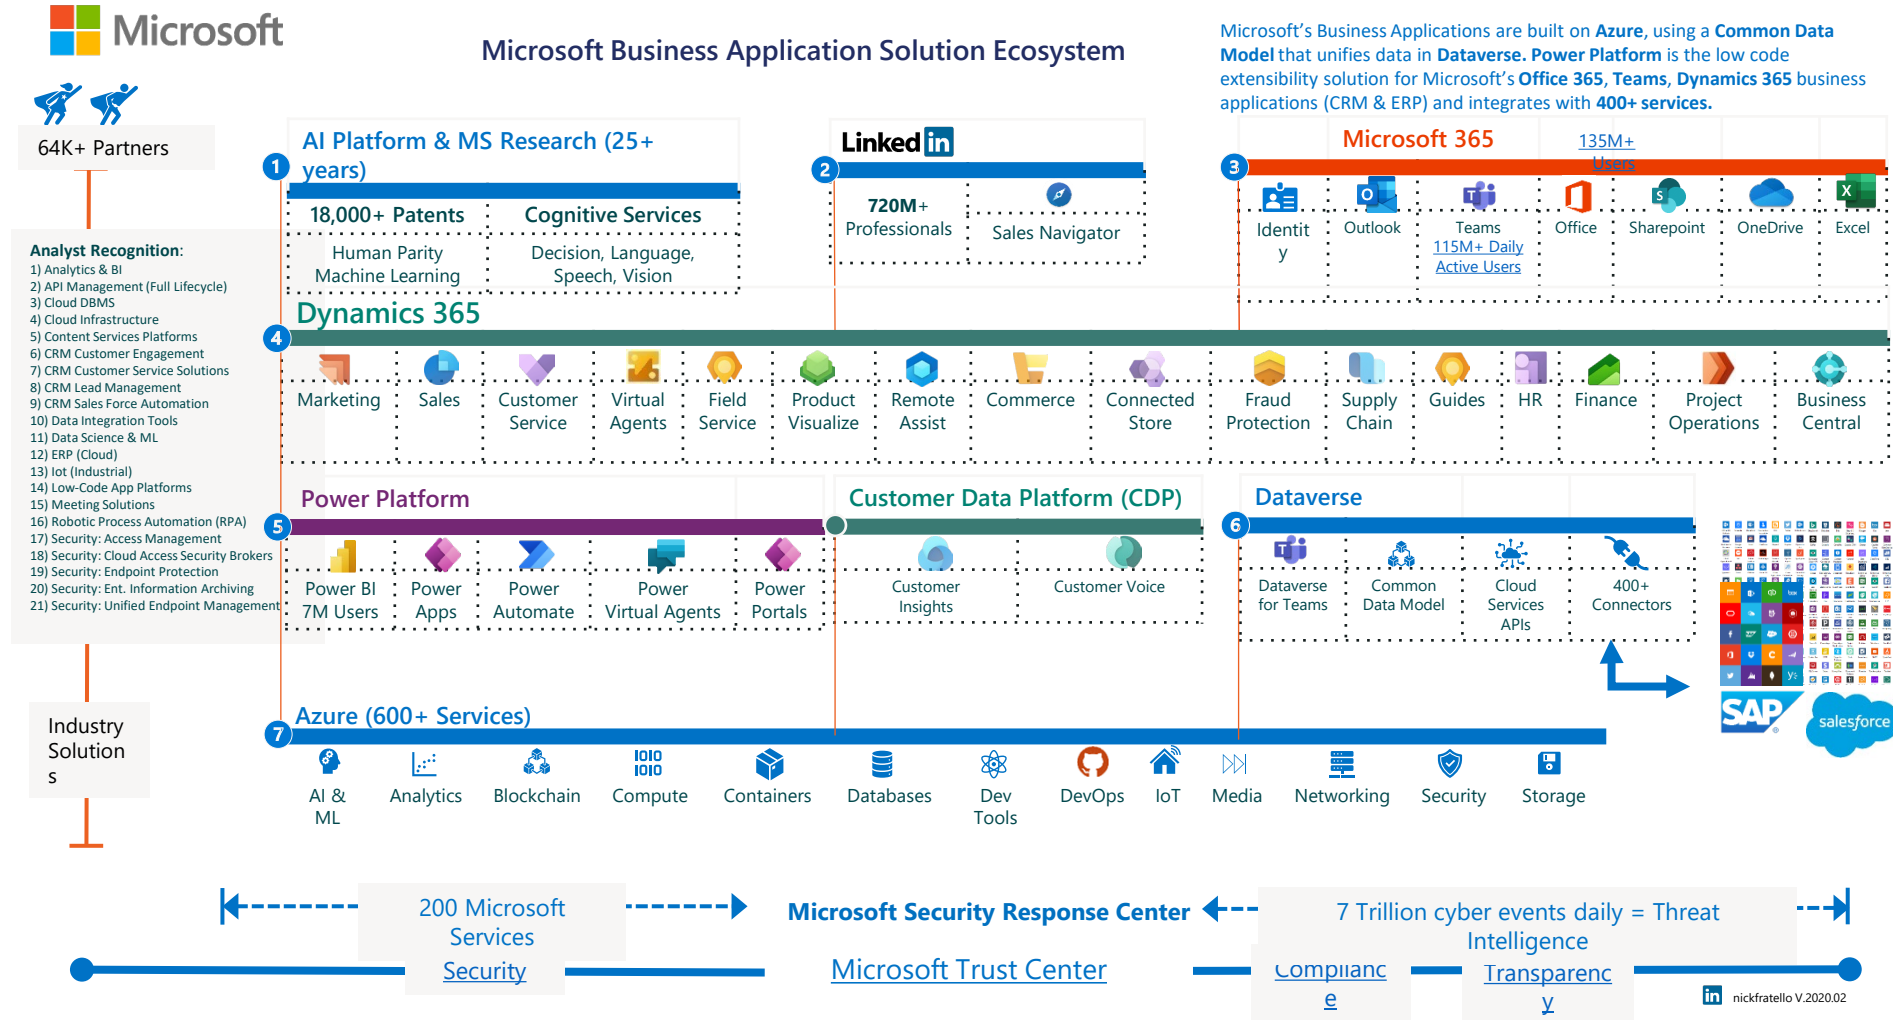 Microsoft
Microsoft Business Application Solution Ecosystem
Microsoft's Business Applications are built on Azure, using a Common Data
Model that unifies data in Dataverse. Power Platform is the low code
extensibility solution for Microsoft's Office 365, Teams, Dynamics 365 business
applications (CRM & ERP) and integrates with 400+ services.
64K+ Partners
Analyst Recognition:
1) Analytics & BI
2) API Management (Full Lifecycle)
3) Cloud DBMS
4) Cloud Infrastructure
5) Content Services Platforms
6) CRM Customer Engagement
7) CRM Customer Service Solutions
8) CRM Lead Management
9) CRM Sales Force Automation
10) Data Integration Tools
11) Data Science & ML
12) ERP (Cloud)
13) Iot (Industrial)
14) Low-Code App Platforms
15) Meeting Solutions
16) Robotic Process Automation (RPA)
17) Security: Access Management
18) Security: Cloud Access Security Brokers
19) Security: Endpoint Protection
20) Security: Ent. Information Archiving
21) Security: Unified Endpoint Management
Industry
Solution
s
1
AI Platform & MS Research (25+
years)
18,000+ Patents
Cognitive Services
Human Parity
Machine Learning
Decision, Language,
Speech, Vision
2
Linked in
720M+
Professionals
Sales Navigator
3
Microsoft 365
135M+
Users
Identit
y
Outlook
Teams
115M+ Daily
Active Users
Office
Sharepoint
OneDrive
Excel
4
Dynamics 365
Marketing
Sales
Customer
Service
Virtual
Agents
Field
Service
Product
Visualize
Remote
Assist
Commerce
Connected
Store
Fraud
Protection
Supply
Chain
Guides
HR
Finance
Project
Operations
Business
Central
5
Power Platform
Power BI
7M Users
Power
Apps
Power
Automate
Power
Virtual Agents
Power
Portals
Customer Data Platform (CDP)
Customer
Insights
Customer Voice
6
Dataverse
Dataverse
for Teams
Common
Data Model
Cloud
Services
APIs
400+
Connectors
SAP
salesforce
7
Azure (600+ Services)
AI &
ML
Analytics
Blockchain
Compute
Containers
Databases
Dev
Tools
DevOps
IoT
Media
Networking
Security
Storage
200 Microsoft
Services
Microsoft Security Response Center
7 Trillion cyber events daily = Threat
Intelligence
Security
Microsoft Trust Center
Complianc
e
Transparenc
y
in nickfratello V.2020.02